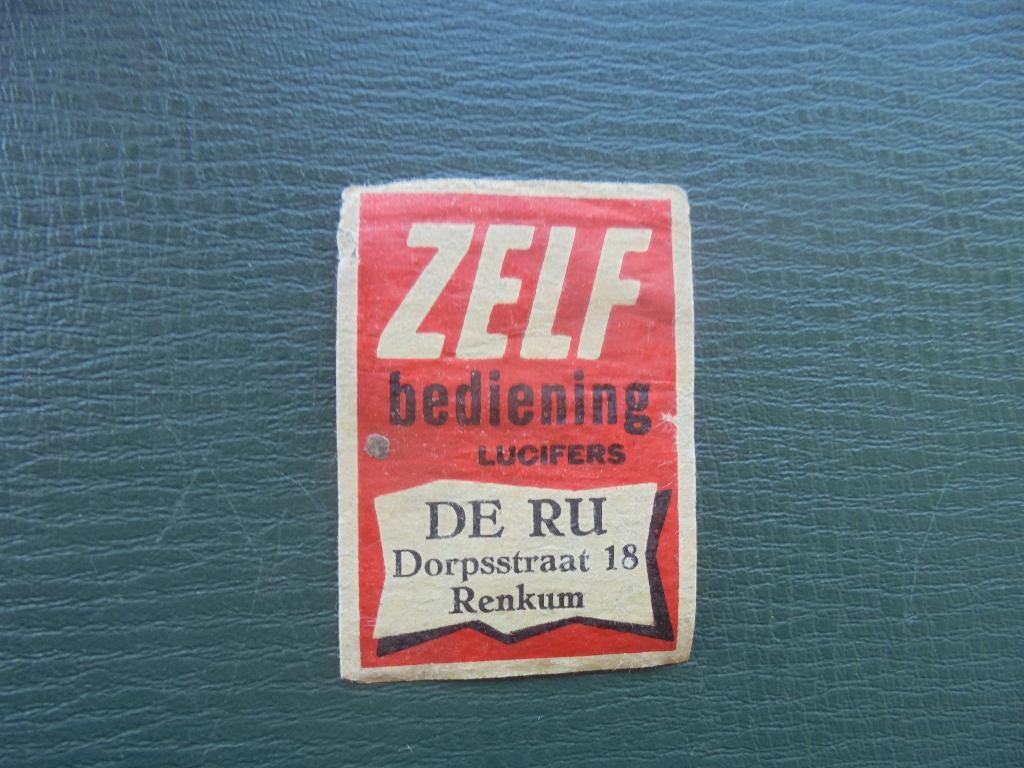 ZELF
bediening
LUCIFERS
DE RU
Dorpsstraat 18
Renkum